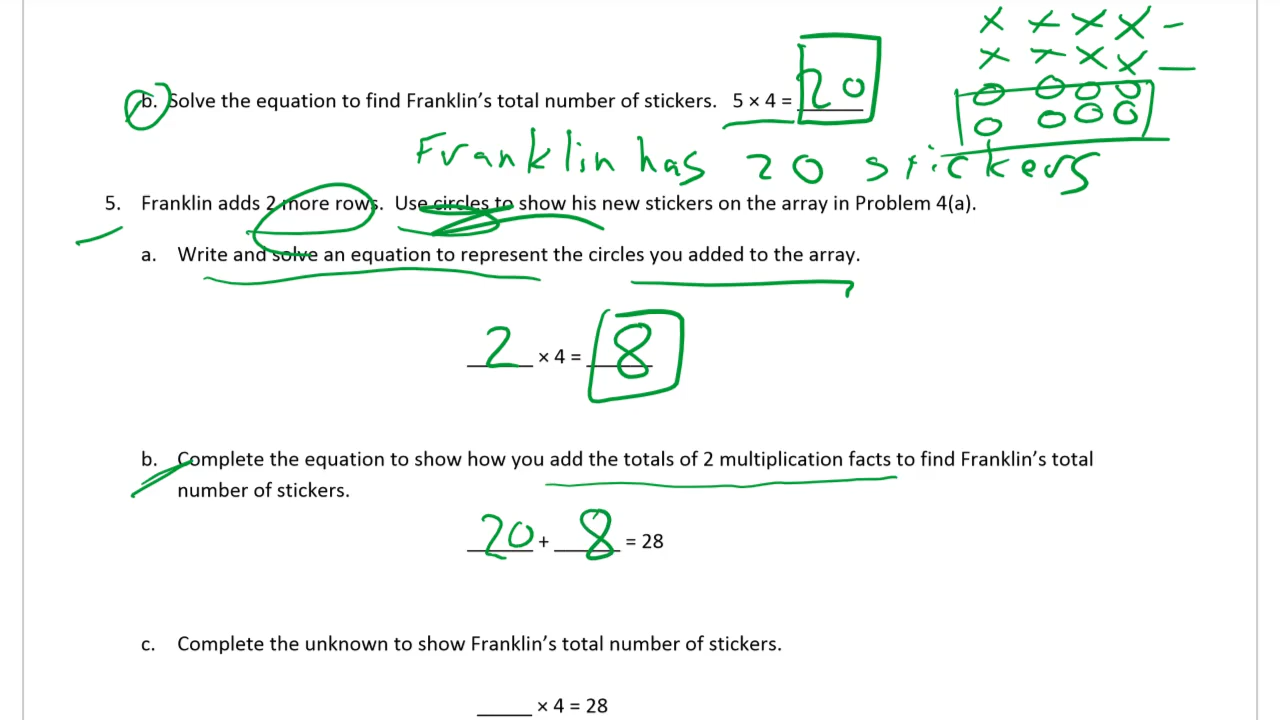 x x x x -
x x x x —
b. Solve the equation to find Franklin's total number of stickers. 5 × 4 = 20
o o o o
o o o o
Franklin has 20 stickers
5. Franklin adds 2 more rows. Use circles to show his new stickers on the array in Problem 4(a).
a. Write and solve an equation to represent the circles you added to the array.
2 × 4 = 8
b. Complete the equation to show how you add the totals of 2 multiplication facts to find Franklin's total
number of stickers.
20 + 8 = 28
c. Complete the unknown to show Franklin's total number of stickers.
____ × 4 = 28